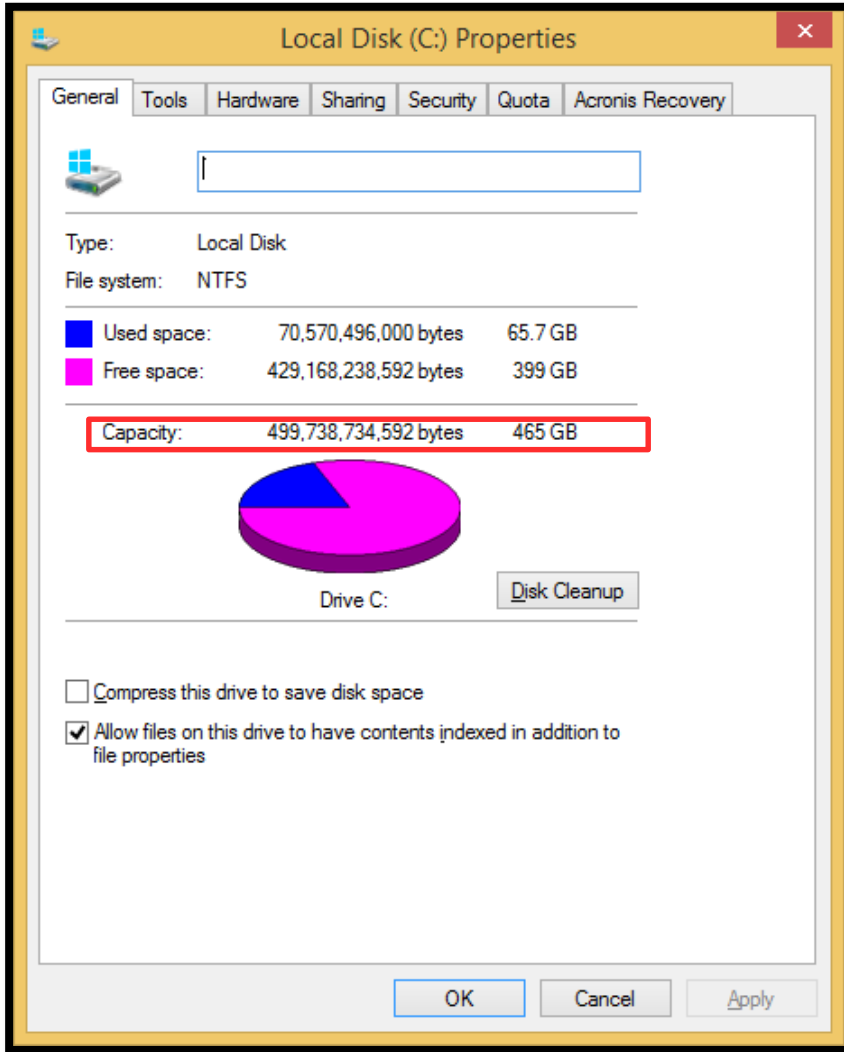 Local Disk (C:) Properties
General Tools Hardware Sharing Security Quota Acronis Recovery
Type: Local Disk
File system: NTFS
Used space: 70,570,496,000 bytes 65.7 GB
Free space: 429,168,238,592 bytes 399 GB
Capacity: 499,738,734,592 bytes 465 GB
Drive C:
Disk Cleanup
Compress this drive to save disk space
Allow files on this drive to have contents indexed in addition to
file properties
OK Cancel Apply